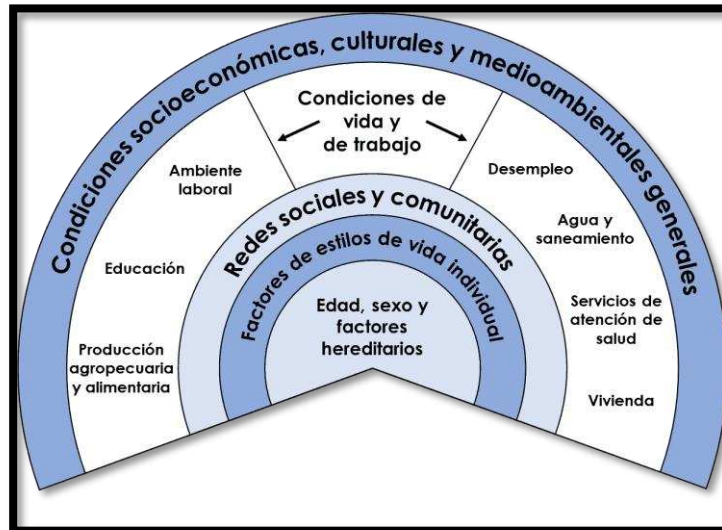 Condiciones socioeconómicas, culturales y medioambientales generales
Condiciones de
vida y
de trabajo
Ambiente
laboral
Educación
Producción
agropecuaria
y alimentaria
Desempleo
Agua y
saneamiento
Servicios de
atención de
salud
Vivienda
Redes sociales y comunitarias
Factores de estilos de vida individual
Edad, sexo y
factores
hereditarios